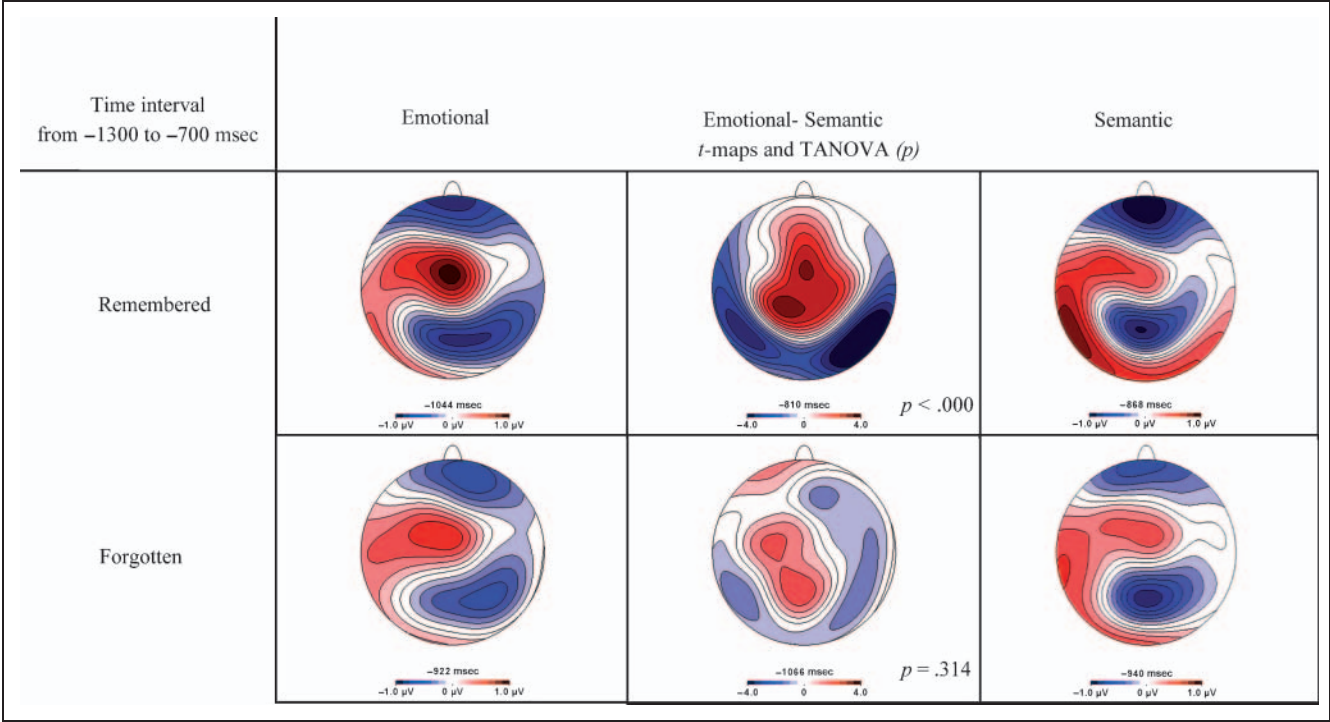 Time interval
from −1300 to −700 msec
Emotional
Emotional- Semantic
t-maps and TANOVA (p)
Semantic
Remembered
−1044 msec
−1.0 µV 0 µV 1.0 µV
−810 msec
−4.0 0 µV 4.0
p < .000
−868 msec
−1.0 µV 0 µV 1.0 µV
Forgotten
−922 msec
−1.0 µV 0 µV 1.0 µV
−1066 msec
−4.0 0 µV 4.0
p = .314
−940 msec
−1.0 µV 0 µV 1.0 µV